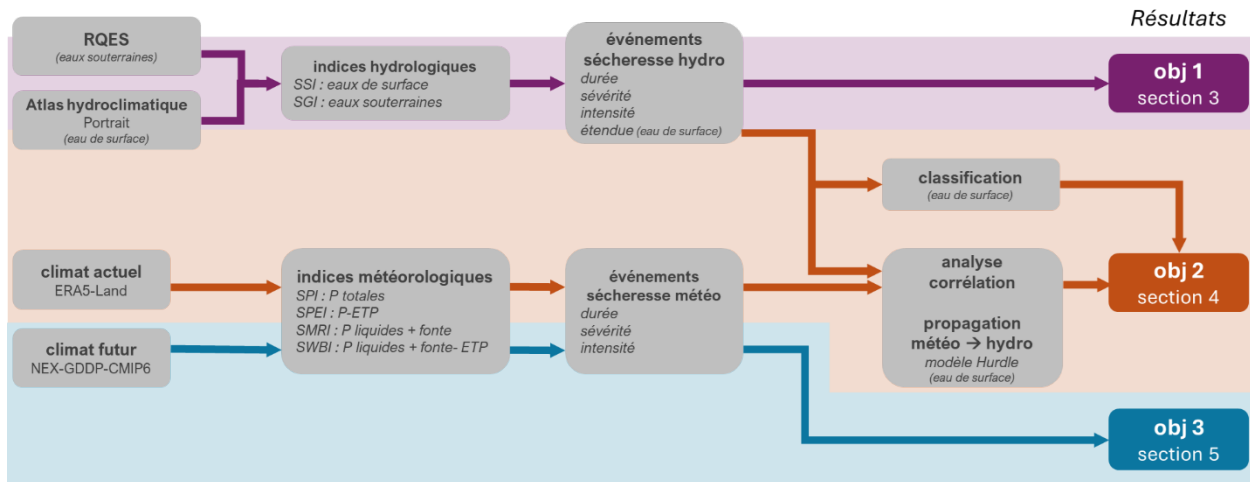 Résultats
RQES
(eaux souterraines)
Atlas hydroclimatique
Portrait
(eau de surface)
indices hydrologiques
SSI : eaux de surface
SGI : eaux souterraines
événements
sécheresse hydro
durée
sévérité
intensité
étendue (eau de surface)
obj 1
section 3
classification
(eau de surface)
climat actuel
ERA5-Land
climat futur
NEX-GDDP-CMIP6
indices météorologiques
SPI : P totales
SPEI : P-ETP
SMRI : P liquides + fonte
SWBI : P liquides + fonte- ETP
événements
sécheresse météo
durée
sévérité
intensité
analyse
corrélation
propagation
météo → hydro
modèle Hurdle
(eau de surface)
obj 2
section 4
obj 3
section 5